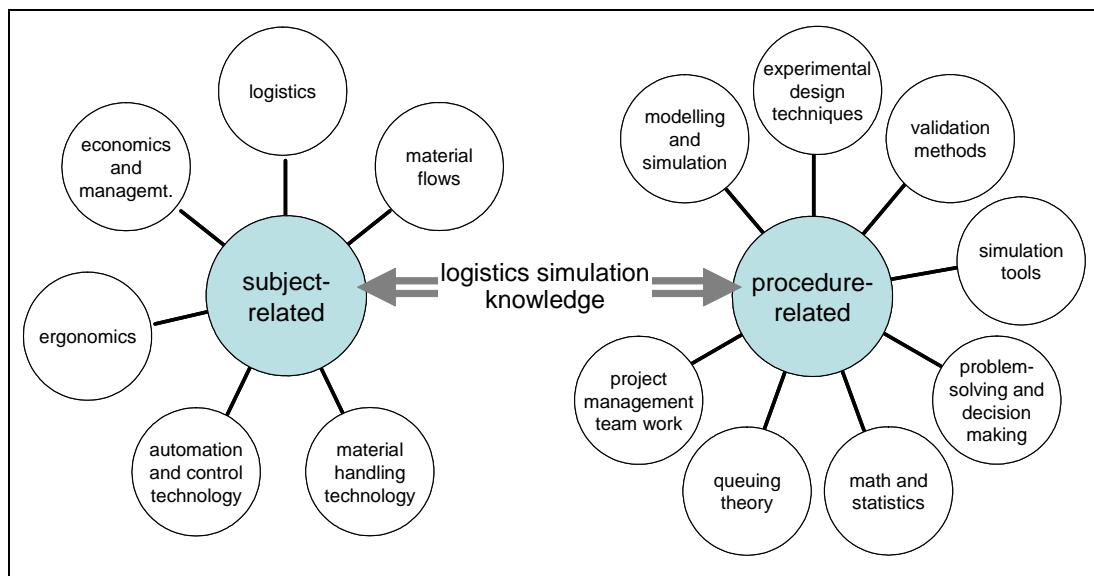 logistics
economics
and
managemt.
material
flows
subject-
related
ergonomics
automation
and control
technology
material
handling
technology
logistics simulation
knowledge
experimental
design
techniques
modelling
and
simulation
validation
methods
simulation
tools
procedure-
related
problem-
solving and
decision
making
project
management
team work
queuing
theory
math and
statistics